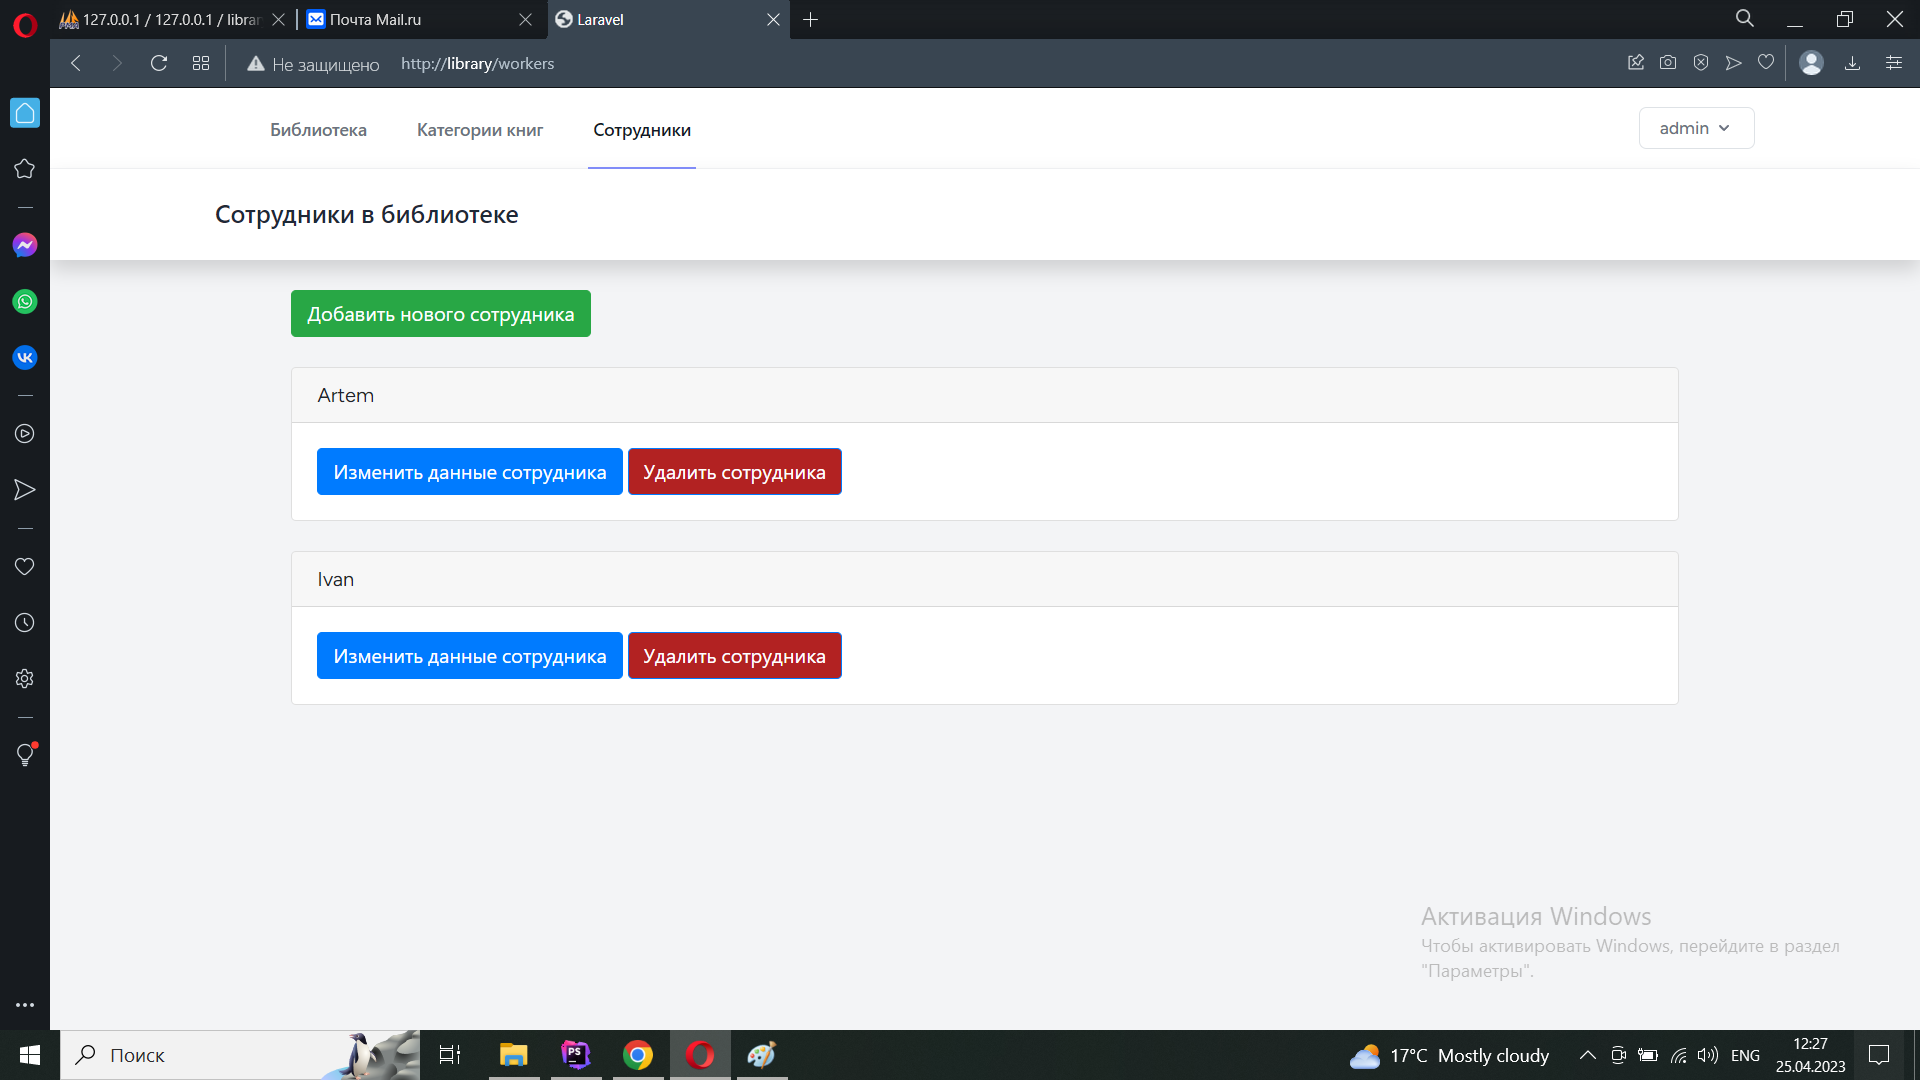 127.0.0.1 / 127.0.0.1 / librar
Почта Mail.ru
Laravel
Не защищено
http://library/workers
Библиотека
Категории книг
Сотрудники
admin
Сотрудники в библиотеке
Добавить нового сотрудника
Artem
Изменить данные сотрудника
Удалить сотрудника
Ivan
Изменить данные сотрудника
Удалить сотрудника
Активация Windows
Чтобы активировать Windows, перейдите в раздел
"Параметры".
Поиск
PS
17°C Mostly cloudy
ENG
12:27
25.04.2023